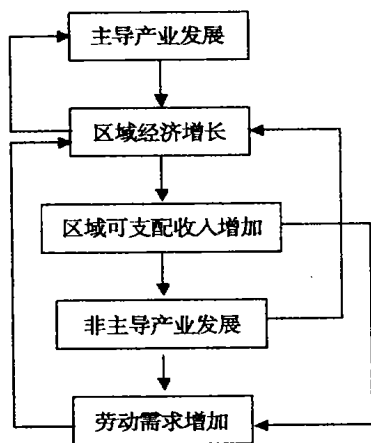 主导产业发展
区域经济增长
区域可支配收入增加
非主导产业发展
劳动需求增加